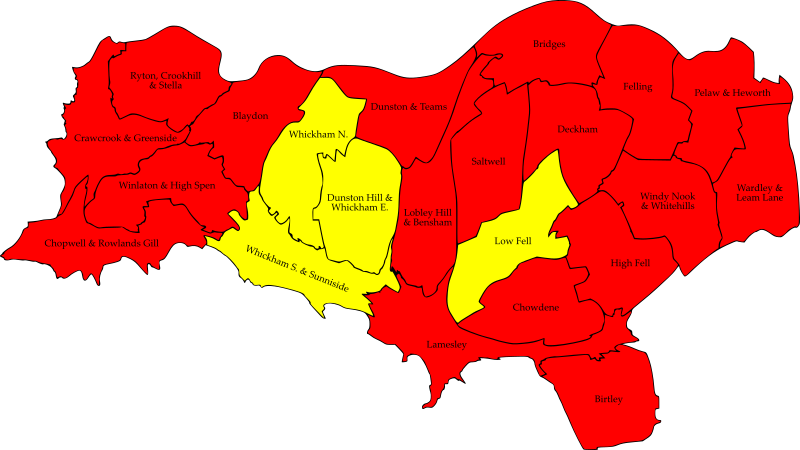 Bridges
Ryton, Crookhill
& Stella
Felling
Pelaw & Heworth
Dunston & Teams
Blaydon
Whickham N.
Deckham
Crawcrook & Greenside
Saltwell
Winlaton & High Spen
Wardley &
Leam Lane
Dunston Hill &
Whickham E.
Windy Nook
& Whitehills
Lobley Hill
& Bensham
Chopwell & Rowlands Gill
Low Fell
Whickham S. & Sunniside
High Fell
Chowdene
Lamesley
Birtley